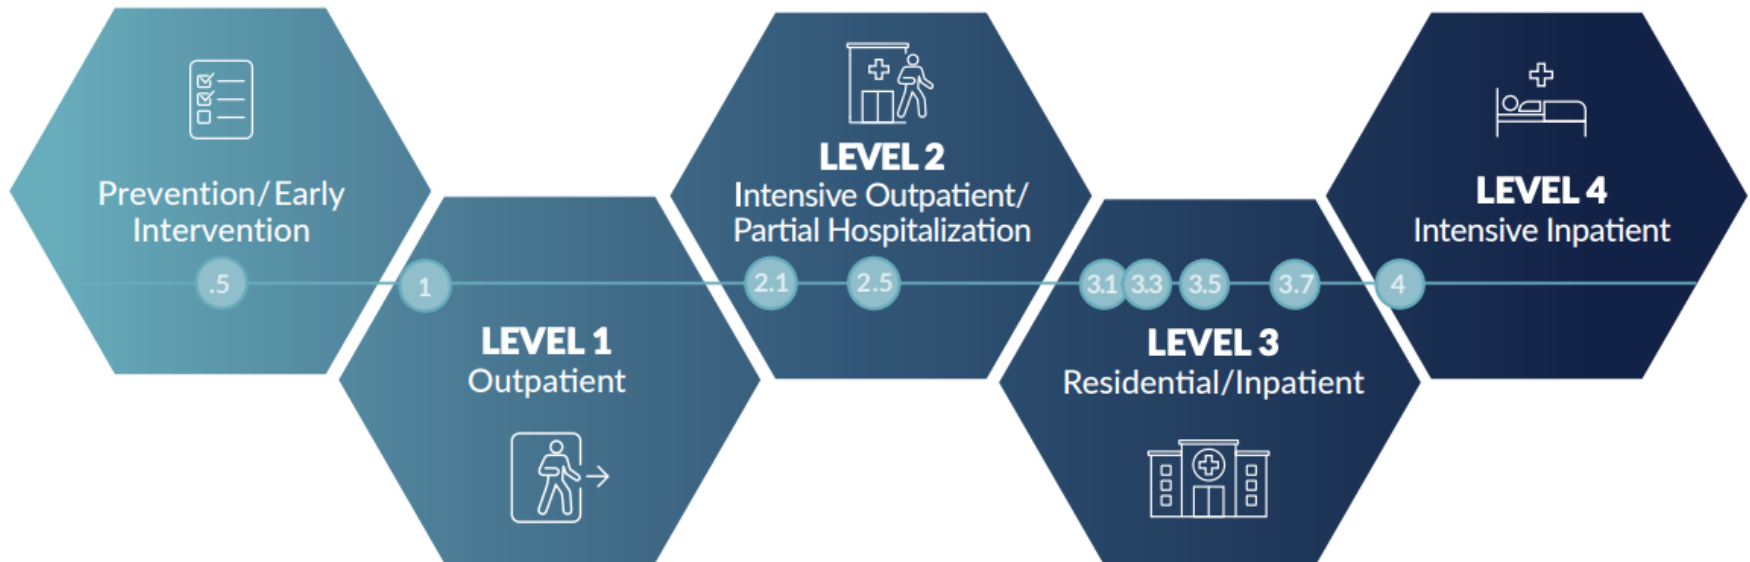 Prevention/Early
Intervention
.5
1
LEVEL 1
Outpatient
LEVEL 2
Intensive Outpatient/
Partial Hospitalization
2.1
2.5
3.1
3.3
3.5
3.7
LEVEL 3
Residential/Inpatient
LEVEL 4
Intensive Inpatient
4